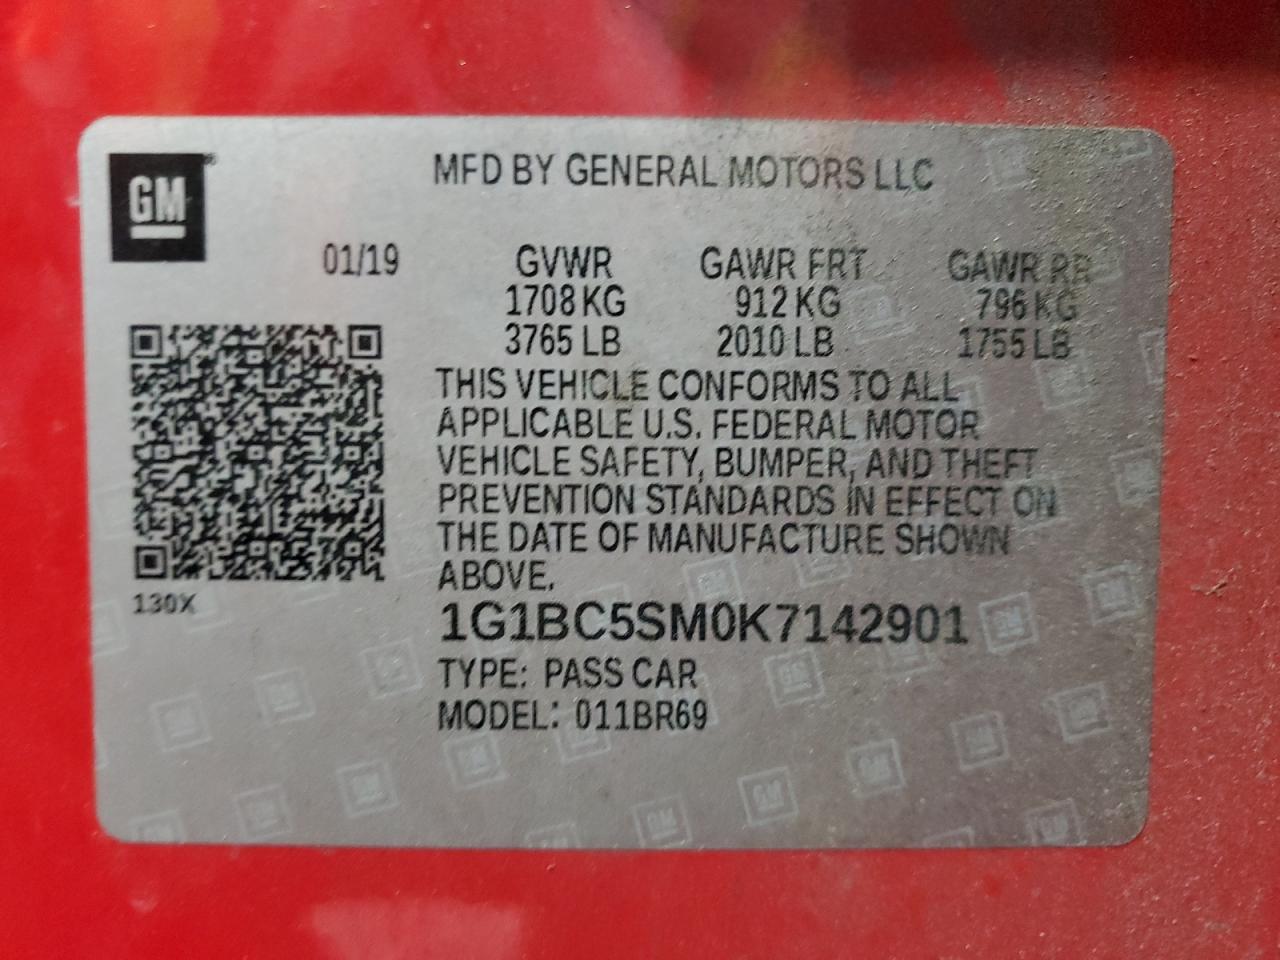 GM®
MFD BY GENERAL MOTORS LLC
01/19
GVWR GAWR FRT GAWR RR
1708 KG 912 KG 796 KG
3765 LB 2010 LB 1755 LB
THIS VEHICLE CONFORMS TO ALL
APPLICABLE U.S. FEDERAL MOTOR
VEHICLE SAFETY, BUMPER, AND THEFT
PREVENTION STANDARDS IN EFFECT ON
THE DATE OF MANUFACTURE SHOWN
ABOVE.
130X
1G1BC5SM0K7142901
TYPE: PASS CAR
MODEL: 011BR69